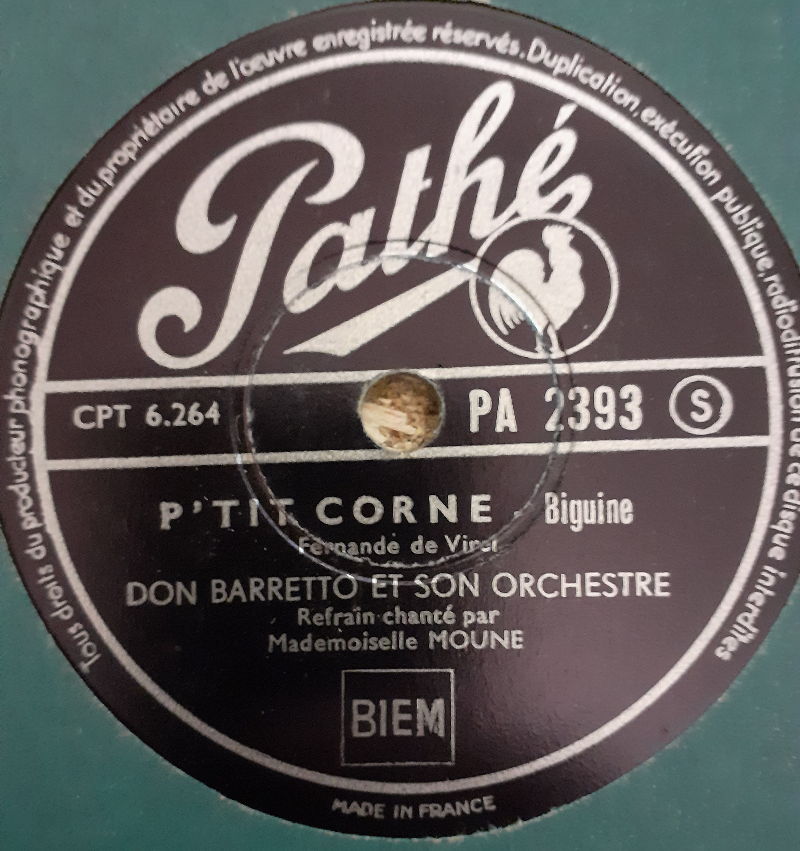 Tous droits du producteur phonographique et du propriétaire de l'œuvre enregistrée réservés. Duplication, exécution publique, radiodiffusion de ce disque interdites
Pathé
CPT 6.264
PA 2393 S
P'TIT CORNE - Biguine
Fernande de Virel
DON BARRETTO ET SON ORCHESTRE
Refrain chanté par
Mademoiselle MOUNE
BIEM
MADE IN FRANCE